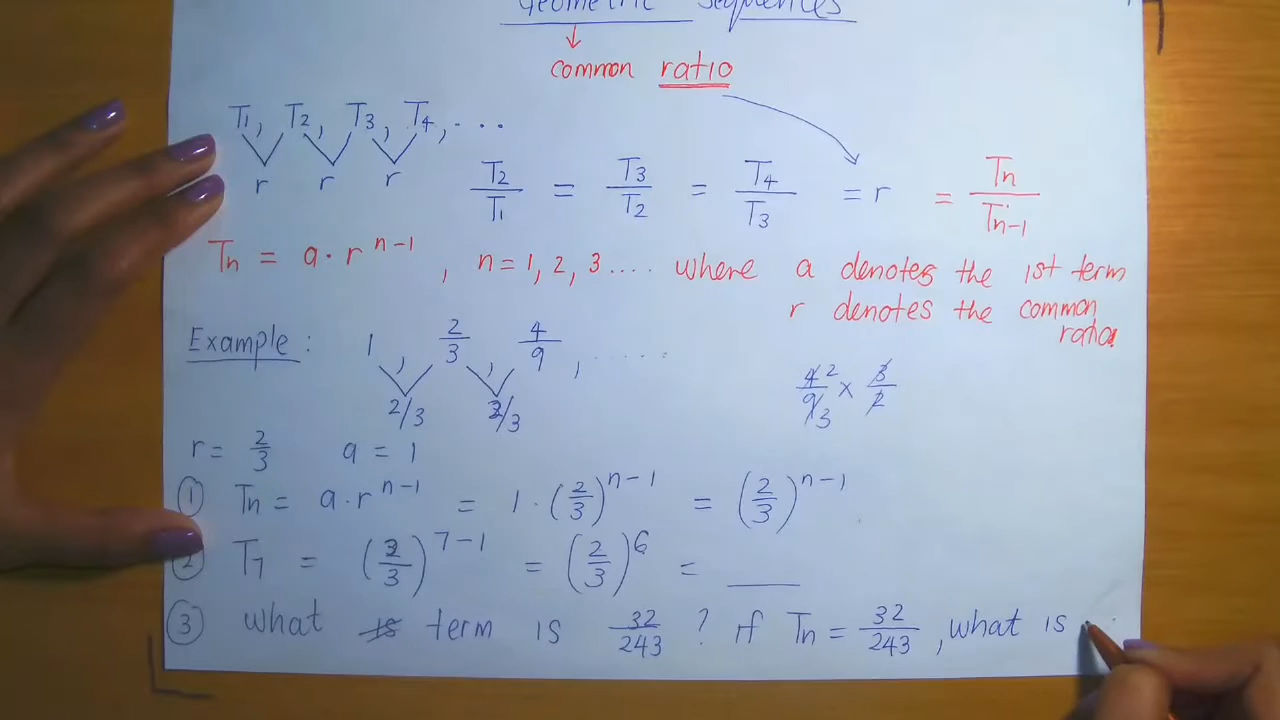 Geometric Sequences
common ratio
T1, T2, T3, T4, ...
r r r
T2/T1 = T3/T2 = T4/T3 = r = Tn/Tn-1
Tn = a · r^n-1, n = 1, 2, 3 .... where a denotes the 1st term
r denotes the common
ratio.
Example: 1, 2/3, 4/9, .....
2/3 2/3
4/9 2 3 x 3/2
r = 2/3 a = 1
① Tn = a · r^n-1 = 1 · (2/3)^n-1 = (2/3)^n-1
② T7 = (2/3)^7-1 = (2/3)^6 = ___
③ what is term is 32/243 ? if Tn = 32/243, what is